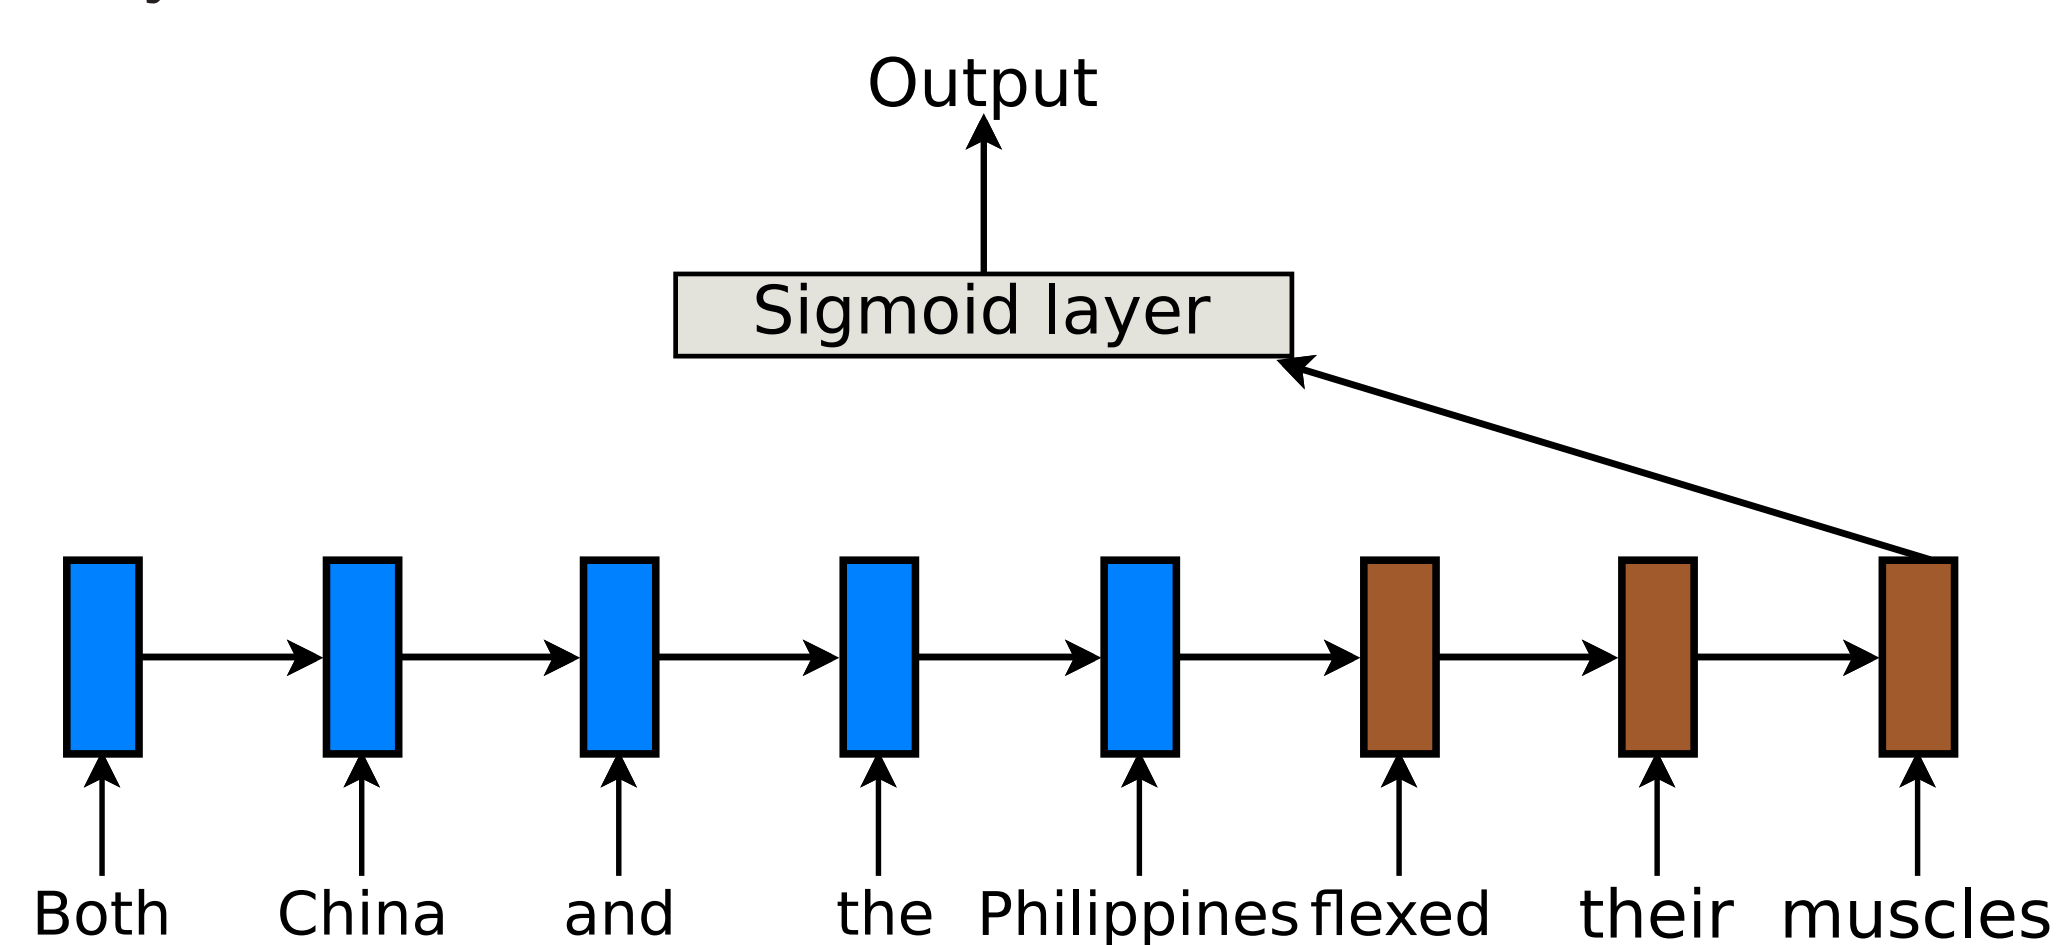 Output
Sigmoid layer
Both China and the Philippines flexed their muscles